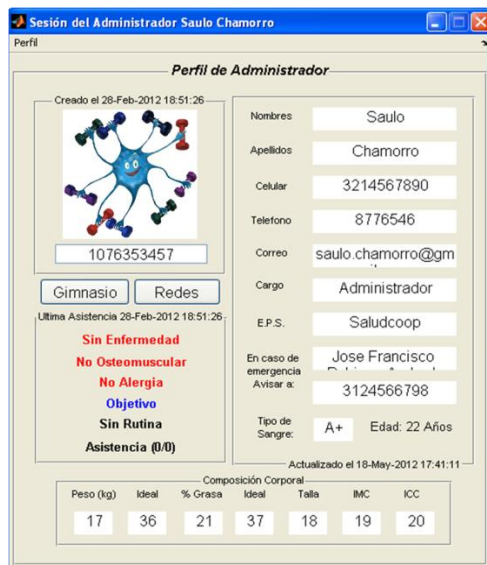 Sesión del Administrador Saulo Chamorro
Perfil
Perfil de Administrador
Creado el 28-Feb-2012 18:51:26
1076353457
Gimnasio Redes
Ultima Asistencia 28-Feb-2012 18:51:26
Sin Enfermedad
No Osteomuscular
No Alergia
Objetivo
Sin Rutina
Asistencia (0/0)
Nombres Saulo
Apellidos Chamorro
Celular 3214567890
Telefono 8776546
Correo saulo.chamorro@gm
Cargo Administrador
E.P.S. Saludcoop
En caso de emergencia Avisar a:
Jose Francisco
3124566798
Tipo de Sangre: A+ Edad: 22 Años
Actualizado el 18-May-2012 17:41:11
Composición Corporal
Peso (kg) Ideal % Grasa Ideal Talla IMC ICC
17 36 21 37 18 19 20